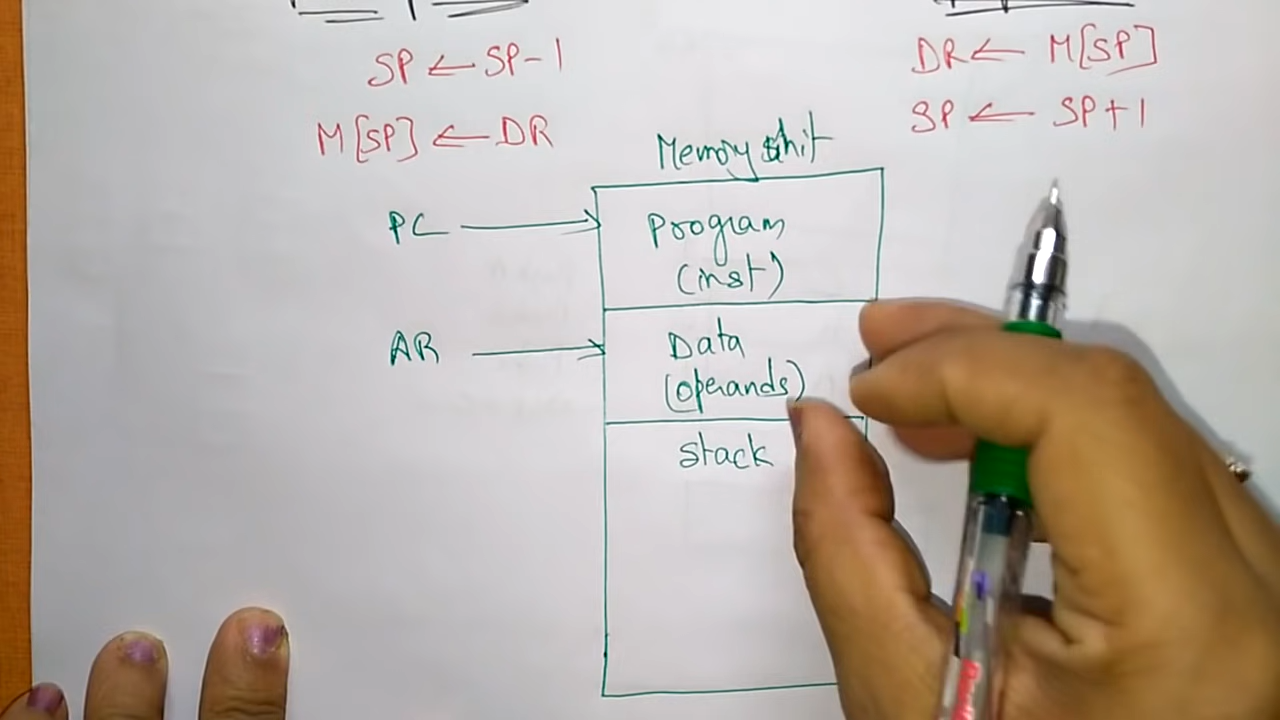 SP ← SP-1
M[SP] ← DR
DR ← M[SP]
SP ← SP+1
Memory unit
PC
Program
(inst)
AR
Data
(operands)
Stack